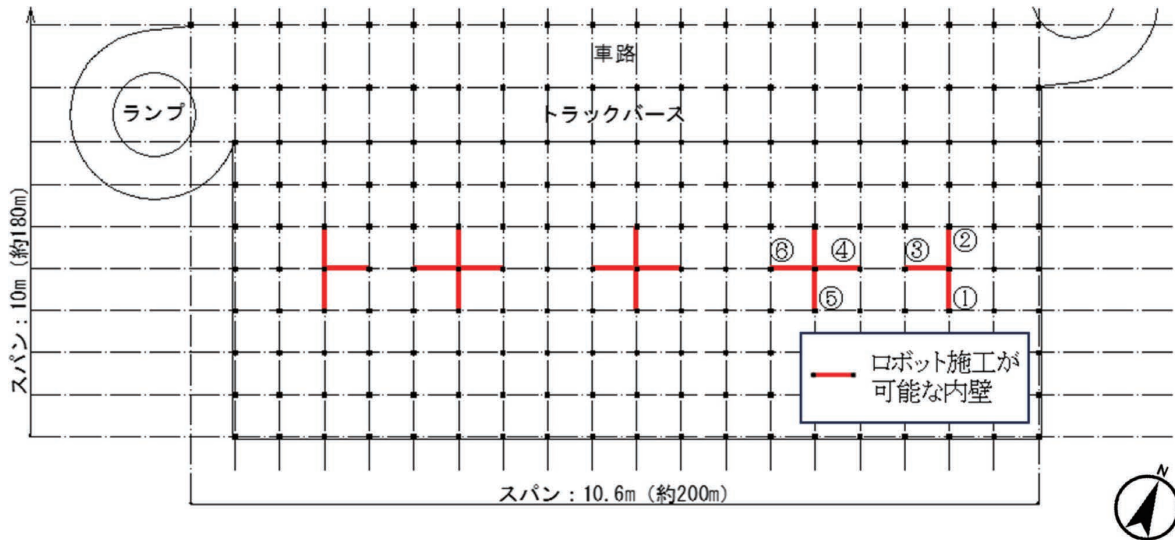 車路
ランプ
トラックバース
⑥
④
③
②
⑤
①
スパン：10m（約180m）
ロボット施工が
可能な内壁
スパン：10.6m（約200m）
N